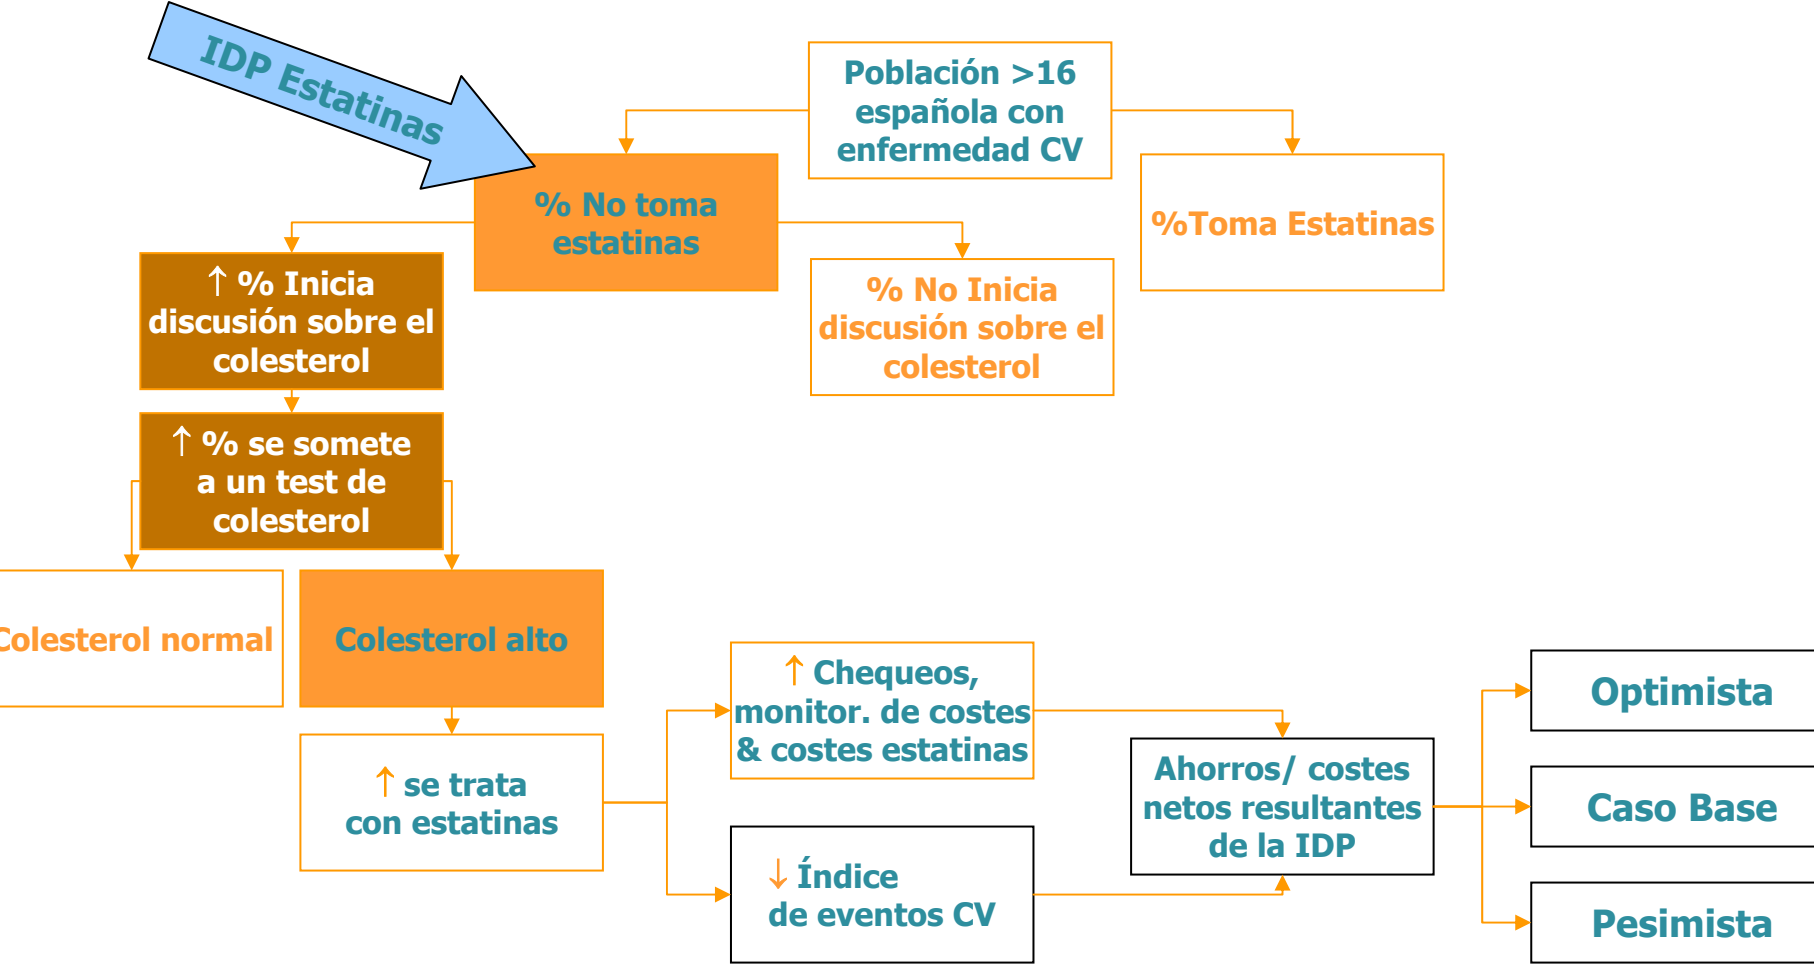 IDP Estatinas
Población >16
española con
enfermedad CV
% No toma
estatinas
%Toma Estatinas
↑ % Inicia
discusión sobre el
colesterol
% No Inicia
discusión sobre el
colesterol
↑ % se somete
a un test de
colesterol
Colesterol normal
Colesterol alto
↑ se trata
con estatinas
↑ Chequeos,
monitor. de costes
& costes estatinas
↓ Índice
de eventos CV
Ahorros/ costes
netos resultantes
de la IDP
Optimista
Caso Base
Pesimista